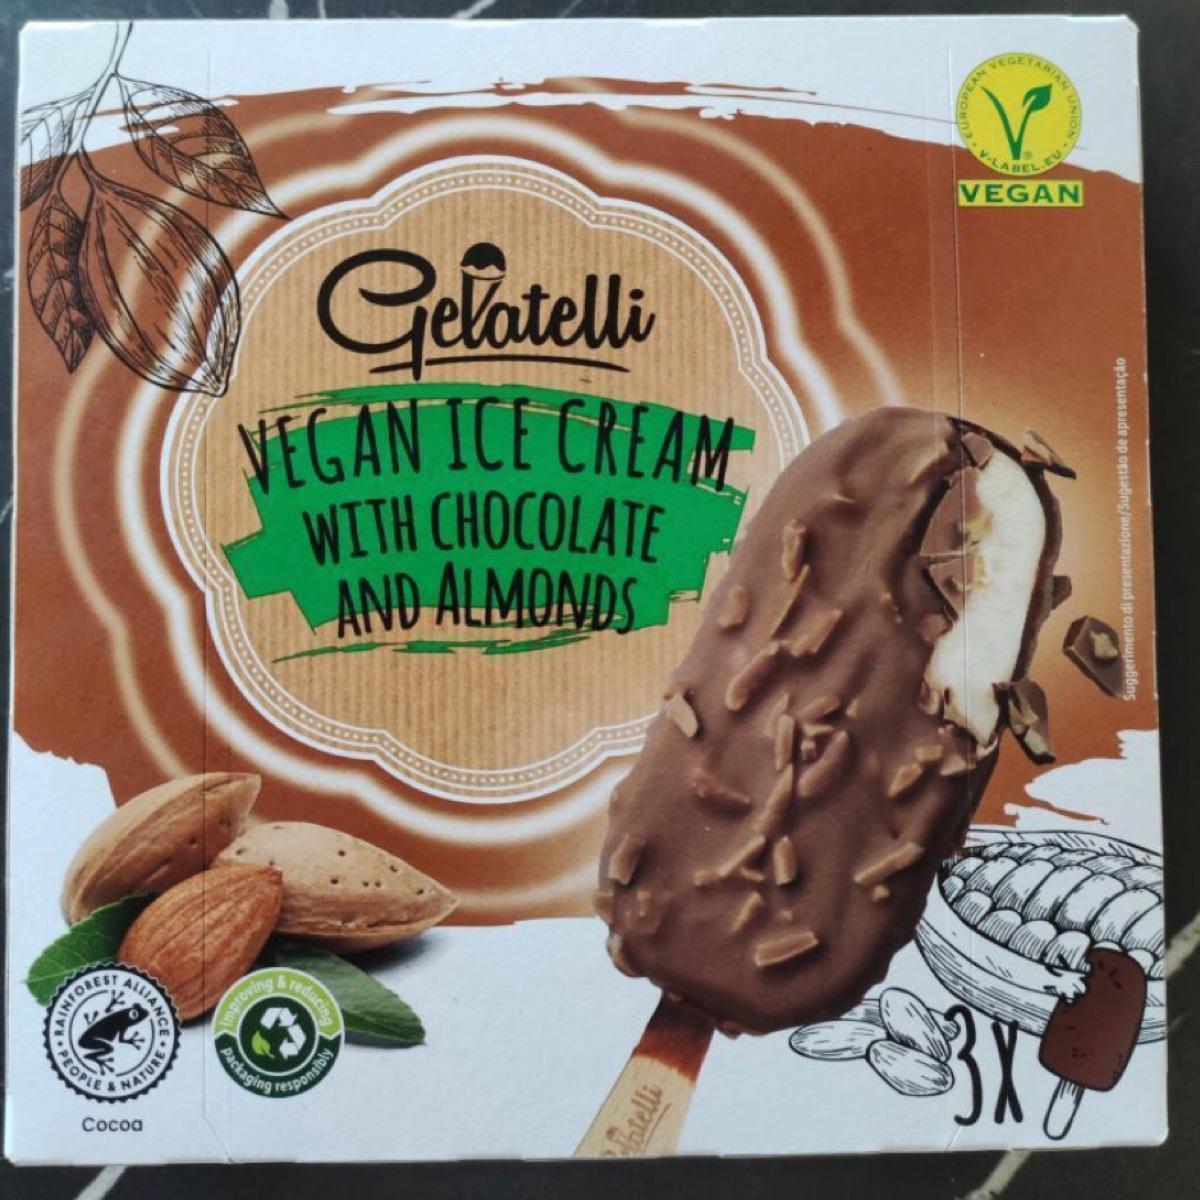 EUROPEAN VEGETARIAN UNION
V-LABEL.EU
VEGAN
Gelatelli
VEGAN ICE CREAM
WITH CHOCOLATE
AND ALMONDS
Suggerimento di presentazione/Sugestão de apresentação
RAINFOREST ALLIANCE
PEOPLE & NATURE
Cocoa
improving & reducing
packaging responsibly
Gelatelli
3X